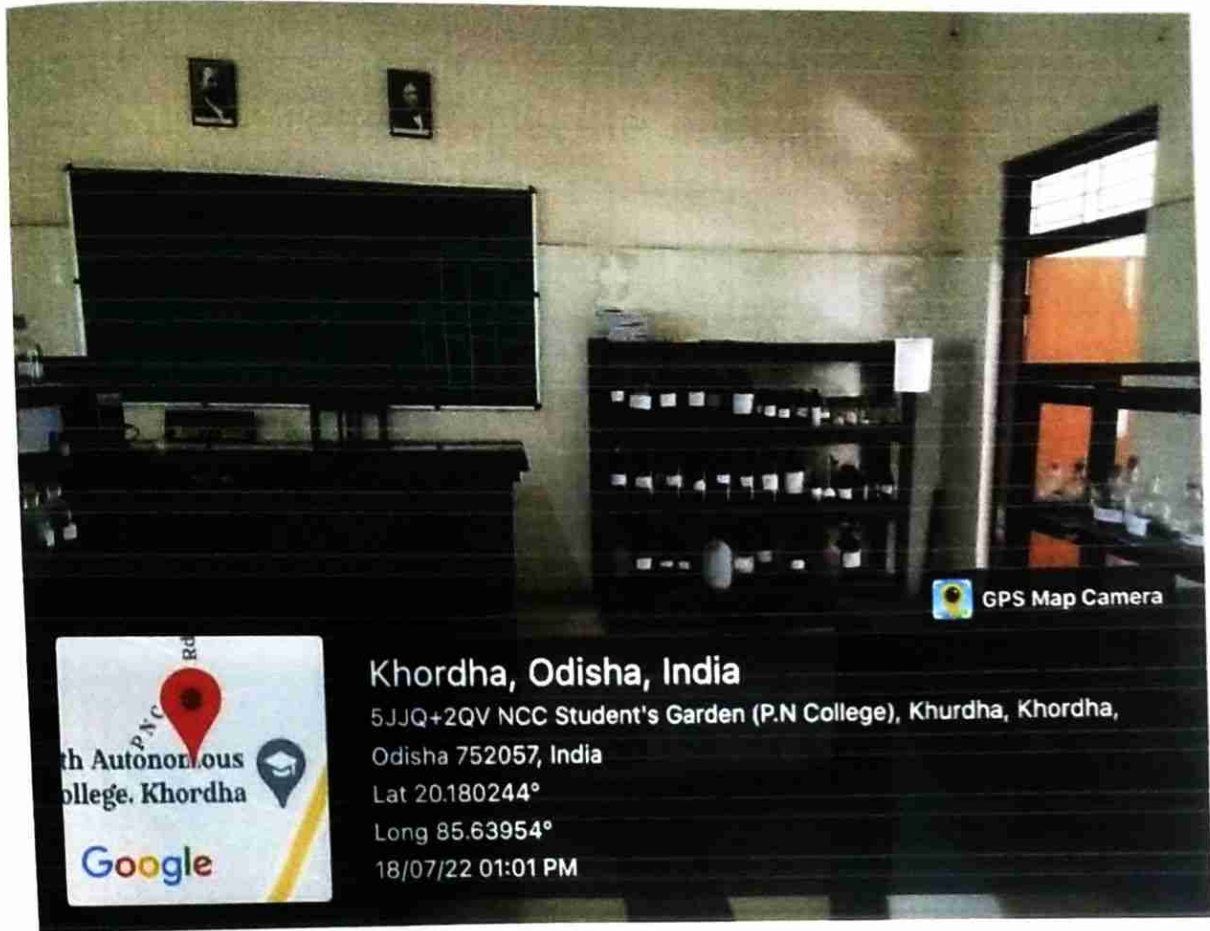 GPS Map Camera
Rd
P N C
th Autonomous
ollege. Khordha
Google
Khordha, Odisha, India
5JJQ+2QV NCC Student's Garden (P.N College), Khurdha, Khordha,
Odisha 752057, India
Lat 20.180244°
Long 85.63954°
18/07/22 01:01 PM